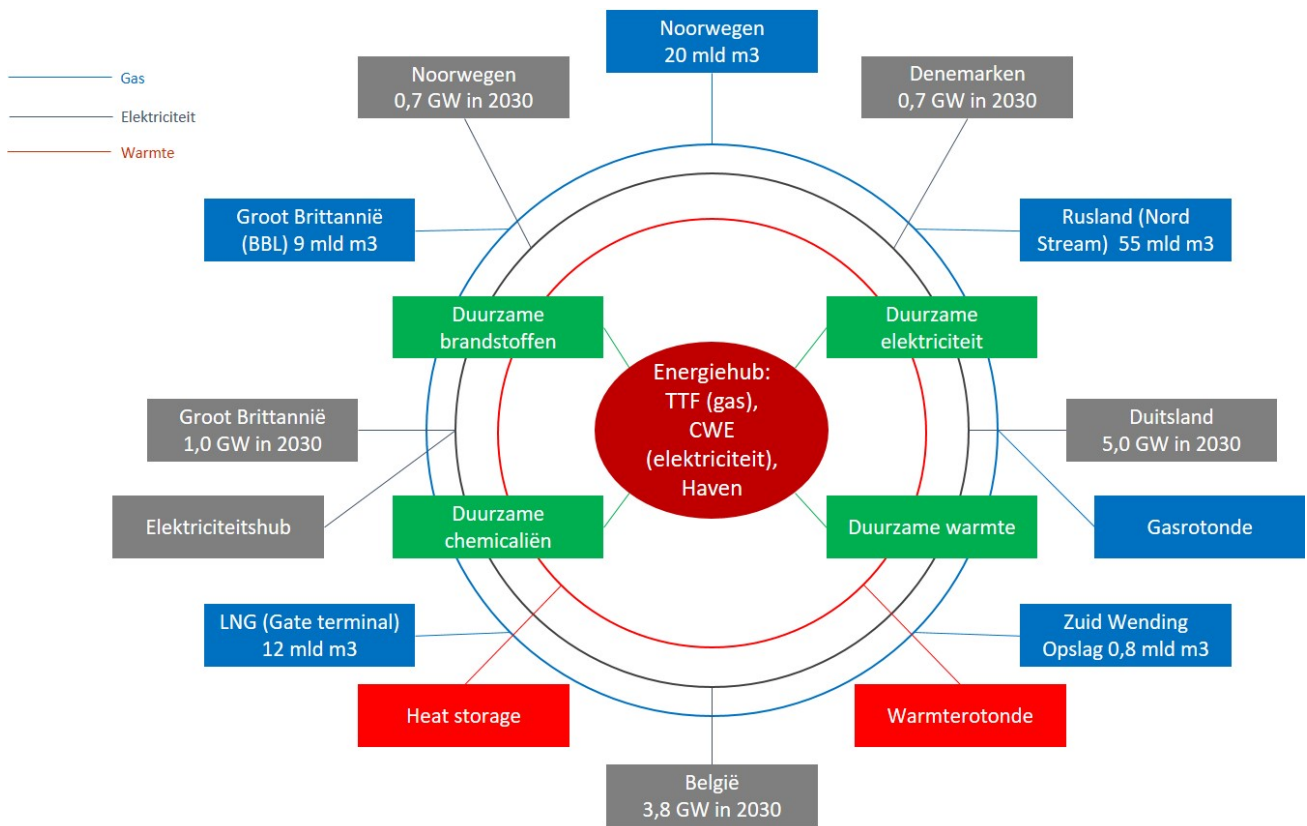 Gas
Elektriciteit
Warmte
Noorwegen
20 mld m3
Noorwegen
0,7 GW in 2030
Denemarken
0,7 GW in 2030
Groot Brittannië
(BBL) 9 mld m3
Rusland (Nord
Stream)  55 mld m3
Duurzame
brandstoffen
Duurzame
elektriciteit
Energiehub:
TTF (gas),
CWE
(elektriciteit),
Haven
Groot Brittannië
1,0 GW in 2030
Duitsland
5,0 GW in 2030
Elektriciteitshub
Duurzame
chemicaliën
Duurzame warmte
Gasrotonde
LNG (Gate terminal)
12 mld m3
Zuid Wending
Opslag 0,8 mld m3
Heat storage
Warmterotonde
België
3,8 GW in 2030